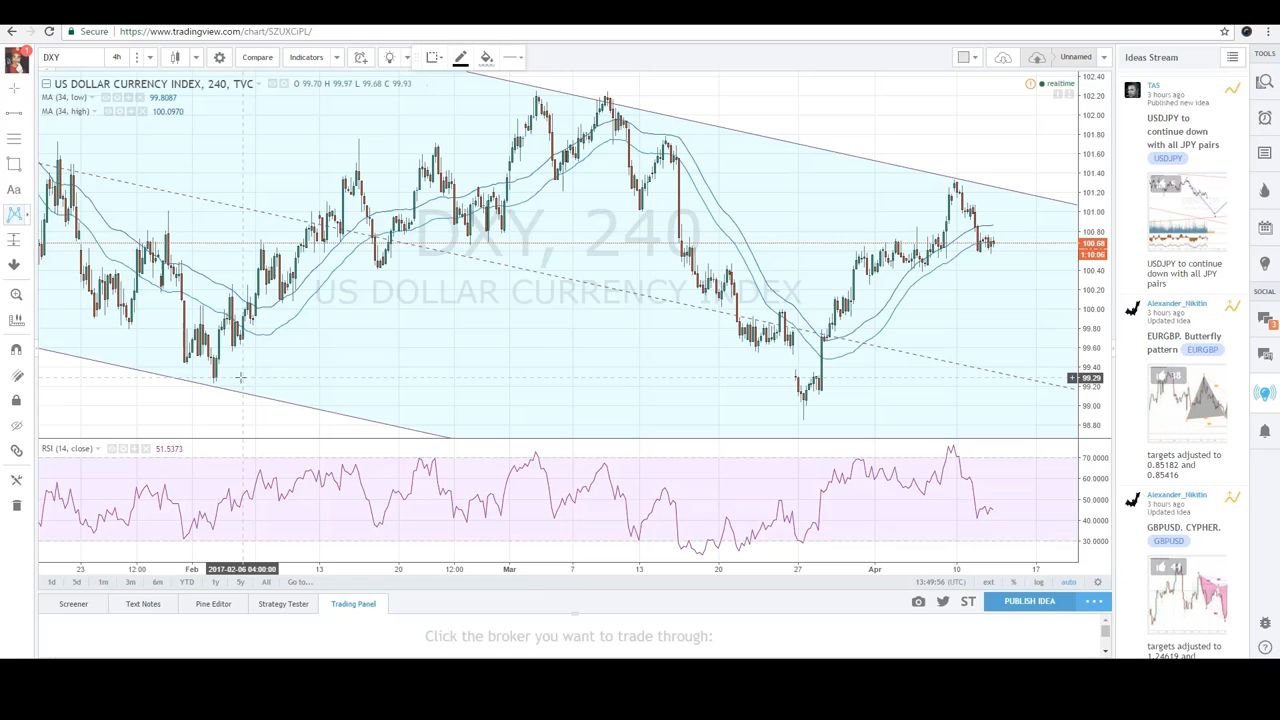 Secure
https://www.tradingview.com/chart/SZUXCiPL/
DXY
4h
Compare
Indicators
Unnamed
Ideas Stream
TOOLS
US DOLLAR CURRENCY INDEX, 240, TVC
O 99.70 H 99.97 L 99.68 C 99.93
realtime
MA (34, low)
99.8087
MA (34, high)
100.0970
DXY, 240
US DOLLAR CURRENCY INDEX
102.40
102.20
102.00
101.80
101.60
101.40
101.20
101.00
100.80
100.68
1:10:06
100.40
100.20
100.00
99.80
99.60
99.40
99.29
99.20
99.00
98.80
RSI (14, close)
51.5373
70.0000
60.0000
50.0000
40.0000
30.0000
23
12:00
Feb
2017-02-06 04:00:00
13
20
12:00
Mar
7
13
20
27
Apr
10
17
1d
5d
1m
3m
6m
YTD
1y
5y
All
Go to...
13:49:56 (UTC)
ext
%
log
auto
Screener
Text Notes
Pine Editor
Strategy Tester
Trading Panel
ST
PUBLISH IDEA
Click the broker you want to trade through:
TAS
3 hours ago
Published new idea
USDJPY to
continue down
with all JPY pairs
USDJPY
USDJPY to continue
down with all JPY
pairs
Alexander_Nikitin
3 hours ago
Updated idea
EURGBP. Butterfly
pattern
EURGBP
targets adjusted to
0.85182 and
0.85416
Alexander_Nikitin
3 hours ago
Updated idea
GBPUSD. CYPHER.
GBPUSD
targets adjusted to
1.24619 and
SOCIAL
3
1
Aa